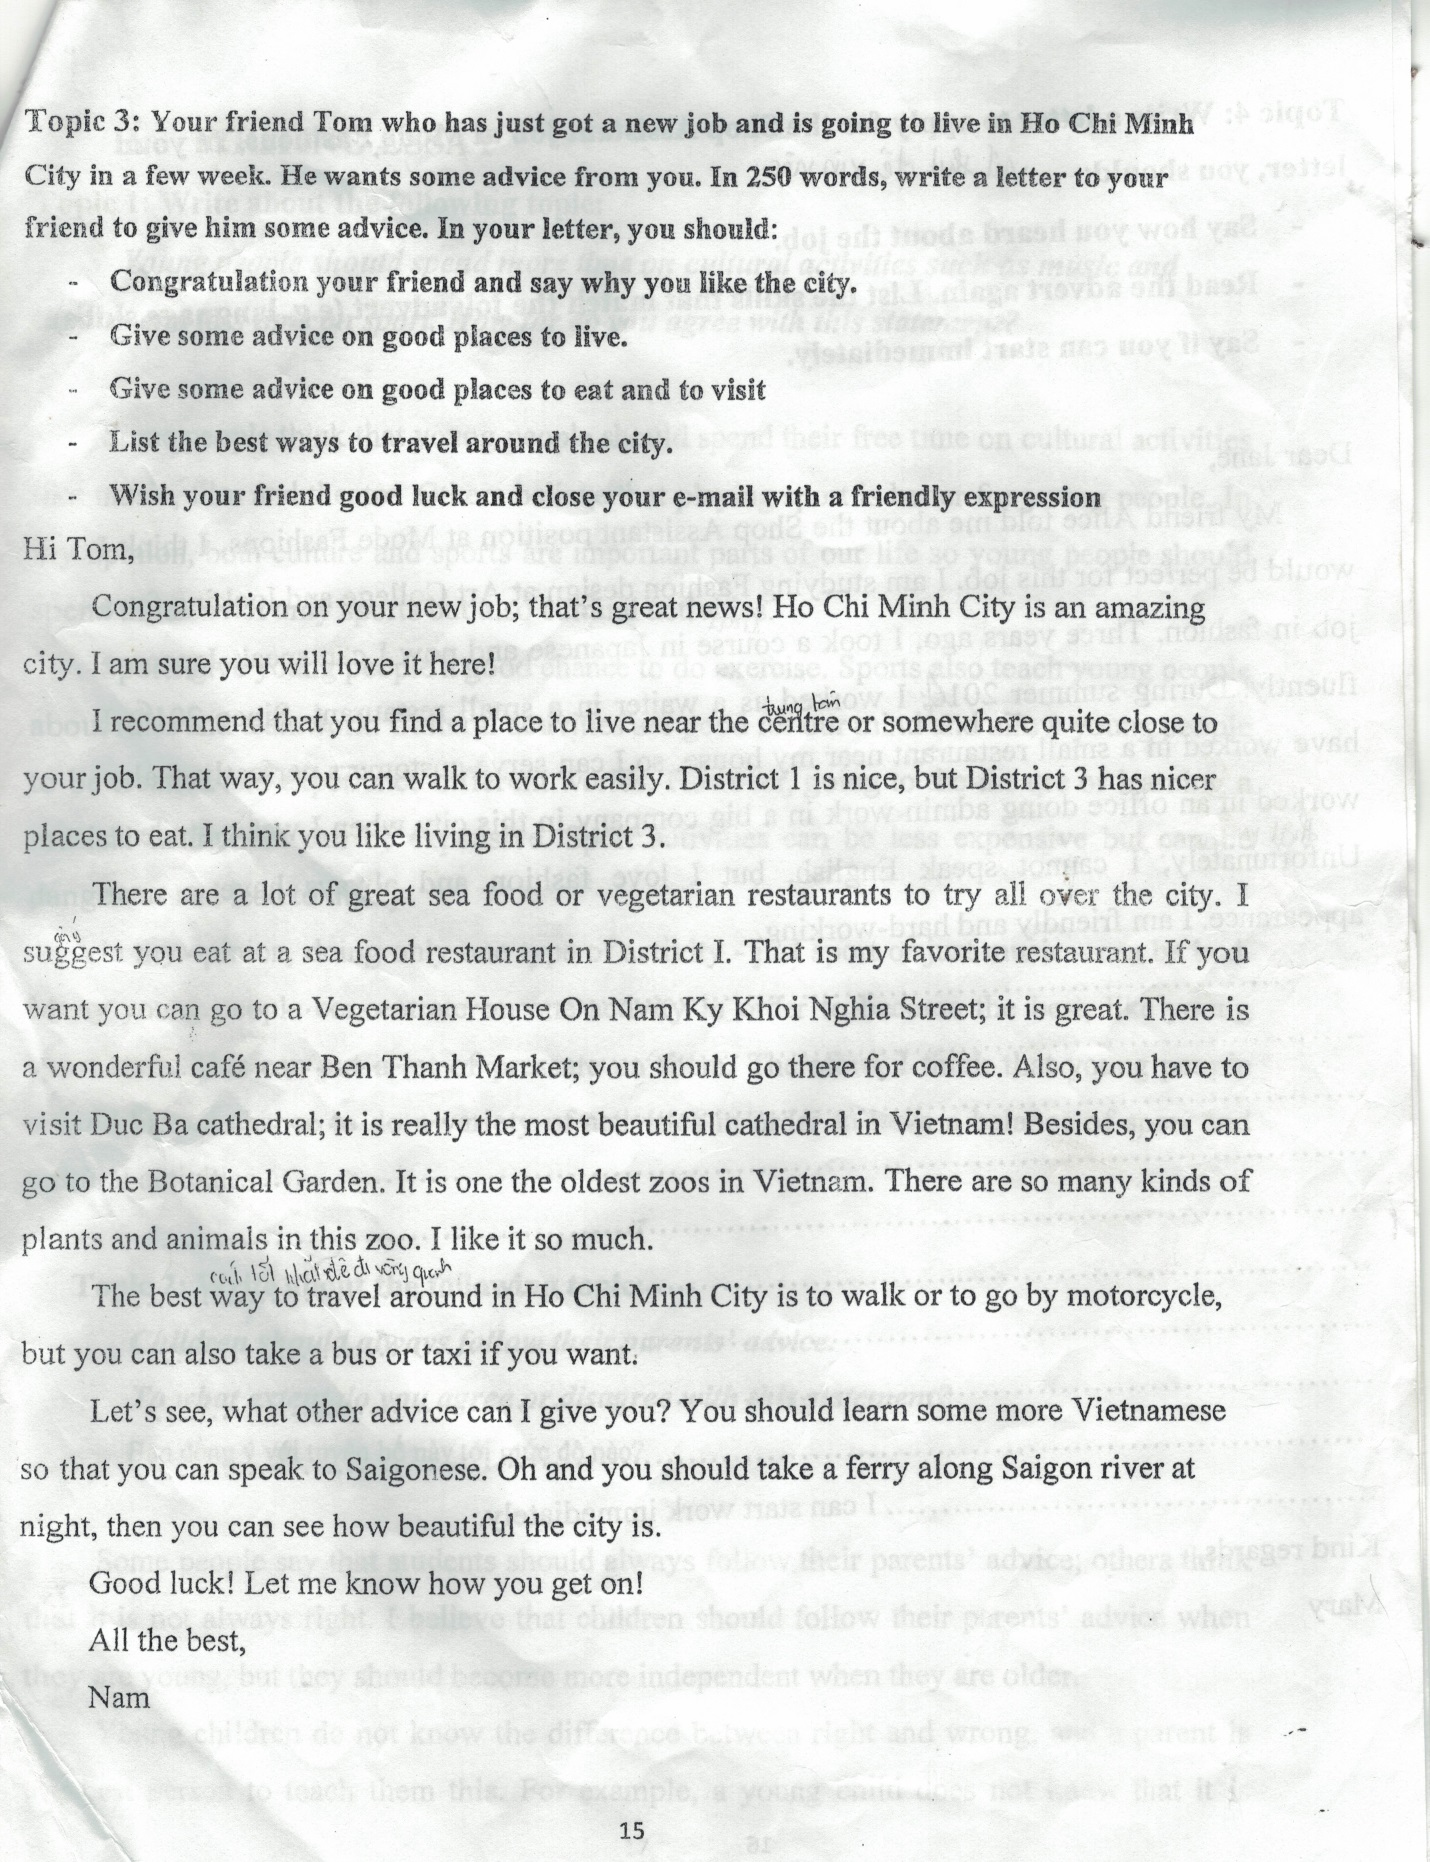 Topic 3: Your friend Tom who has just got a new job and is going to live in Ho Chi Minh
City in a few week. He wants some advice from you. In 250 words, write a letter to your
friend to give him some advice. In your letter, you should:
- Congratulation your friend and say why you like the city.
- Give some advice on good places to live.
- Give some advice on good places to eat and to visit
- List the best ways to travel around the city.
- Wish your friend good luck and close your e-mail with a friendly expression
Hi Tom,
Congratulation on your new job; that's great news! Ho Chi Minh City is an amazing
city. I am sure you will love it here!
trung tâm
I recommend that you find a place to live near the centre or somewhere quite close to
your job. That way, you can walk to work easily. District 1 is nice, but District 3 has nicer
places to eat. I think you like living in District 3.
There are a lot of great sea food or vegetarian restaurants to try all over the city. I
suggest you eat at a sea food restaurant in District I. That is my favorite restaurant. If you
want you can go to a Vegetarian House On Nam Ky Khoi Nghia Street; it is great. There is
a wonderful café near Ben Thanh Market; you should go there for coffee. Also, you have to
visit Duc Ba cathedral; it is really the most beautiful cathedral in Vietnam! Besides, you can
go to the Botanical Garden. It is one the oldest zoos in Vietnam. There are so many kinds of
plants and animals in this zoo. I like it so much.
cách tốt nhất để đi vòng quanh
The best way to travel around in Ho Chi Minh City is to walk or to go by motorcycle,
but you can also take a bus or taxi if you want.
Let's see, what other advice can I give you? You should learn some more Vietnamese
so that you can speak to Saigonese. Oh and you should take a ferry along Saigon river at
night, then you can see how beautiful the city is.
Good luck! Let me know how you get on!
All the best,
Nam
15